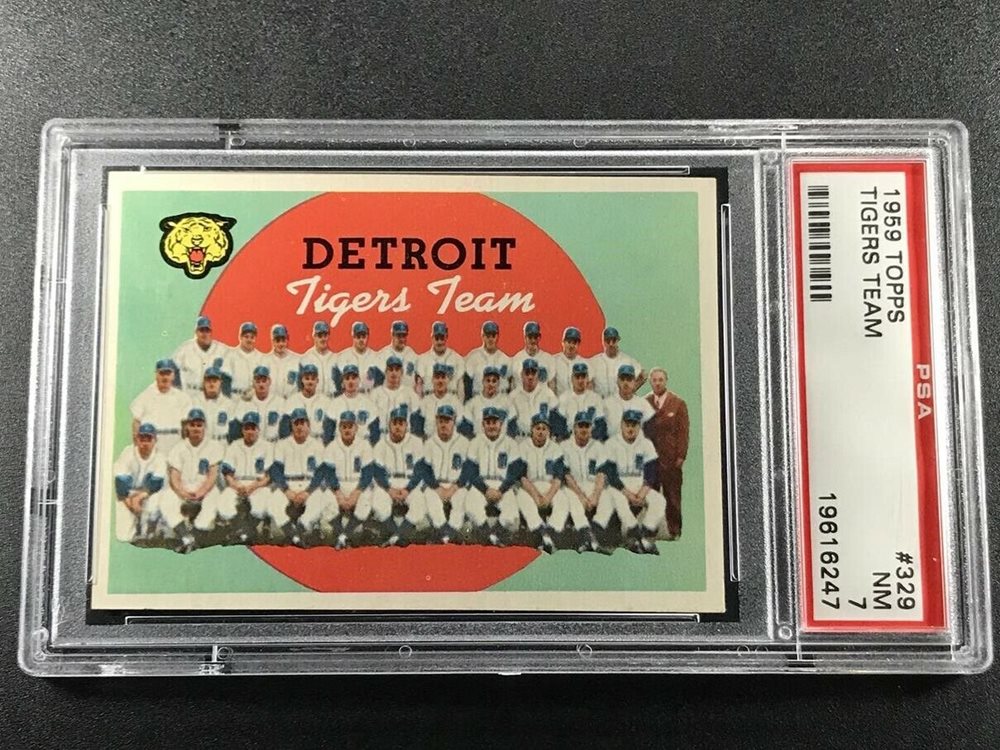 DETROIT
Tigers Team
1959 TOPPS
TIGERS TEAM
PSA
#329
NM
7
19616247